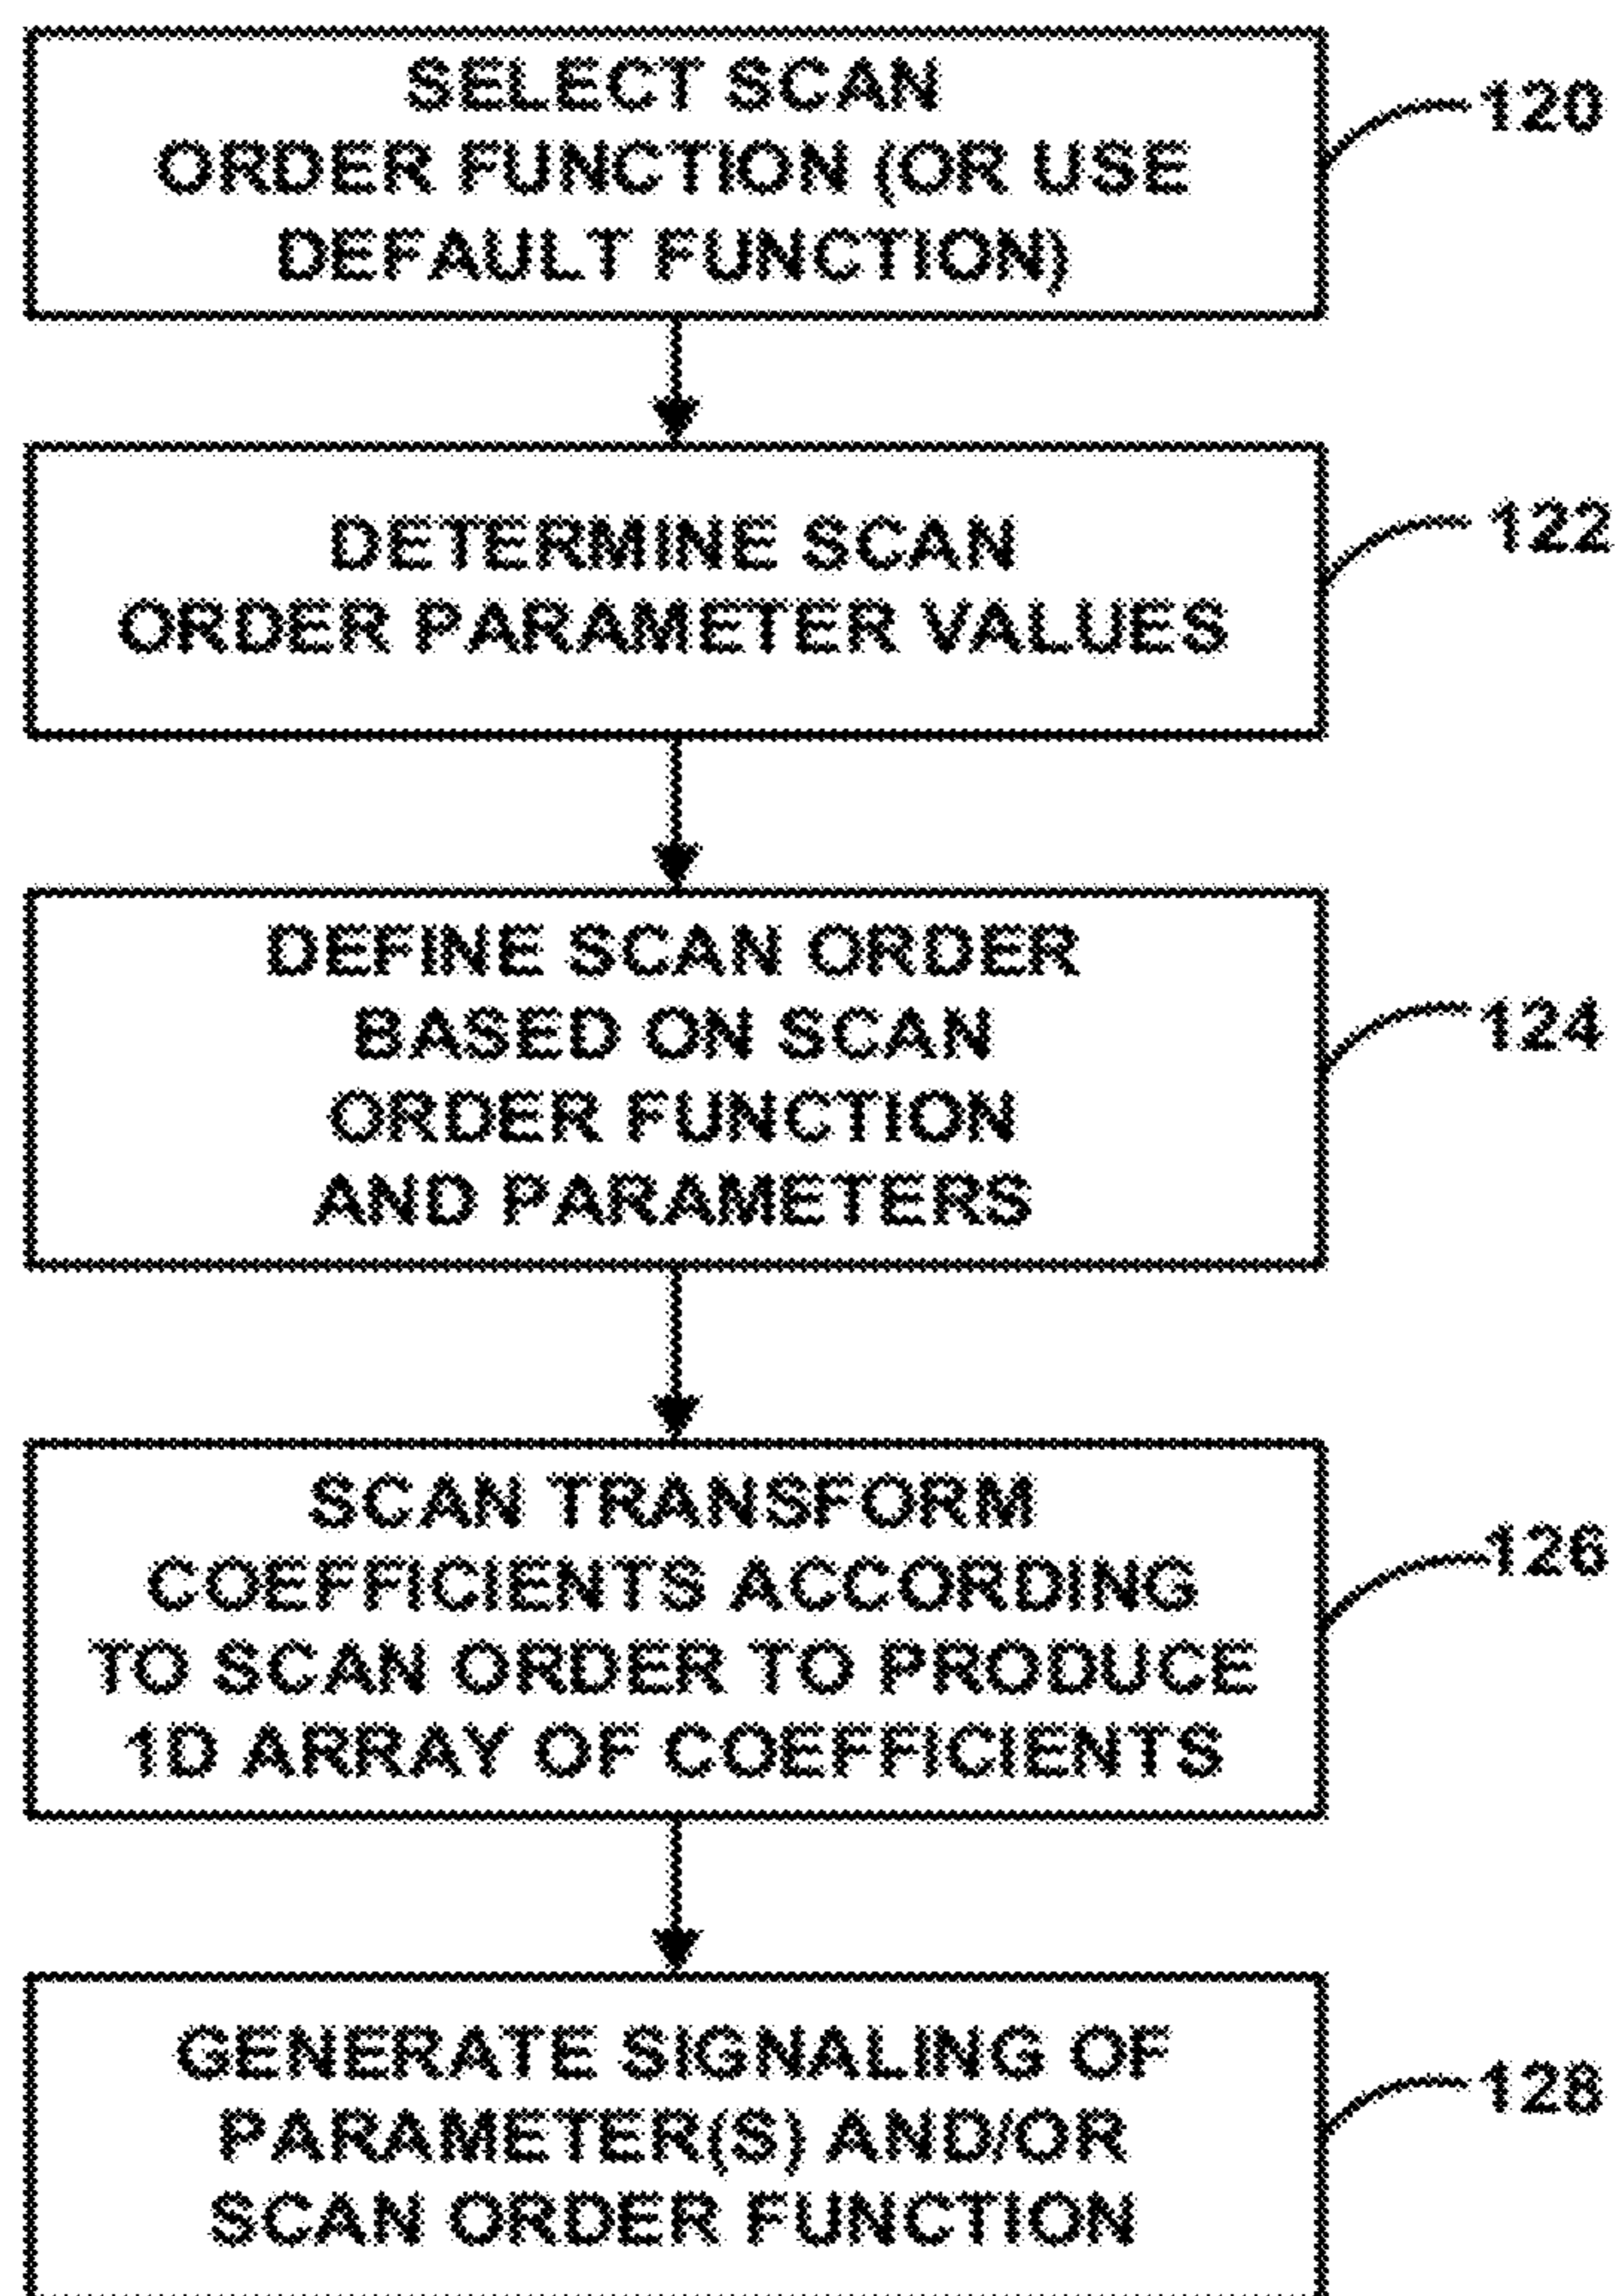 SELECT SCAN
ORDER FUNCTION (OR USE
DEFAULT FUNCTION)
120
DETERMINE SCAN
ORDER PARAMETER VALUES
122
DEFINE SCAN ORDER
BASED ON SCAN
ORDER FUNCTION
AND PARAMETERS
124
SCAN TRANSFORM
COEFFICIENTS ACCORDING
TO SCAN ORDER TO PRODUCE
1D ARRAY OF COEFFICIENTS
126
GENERATE SIGNALING OF
PARAMETER(S) AND/OR
SCAN ORDER FUNCTION
128